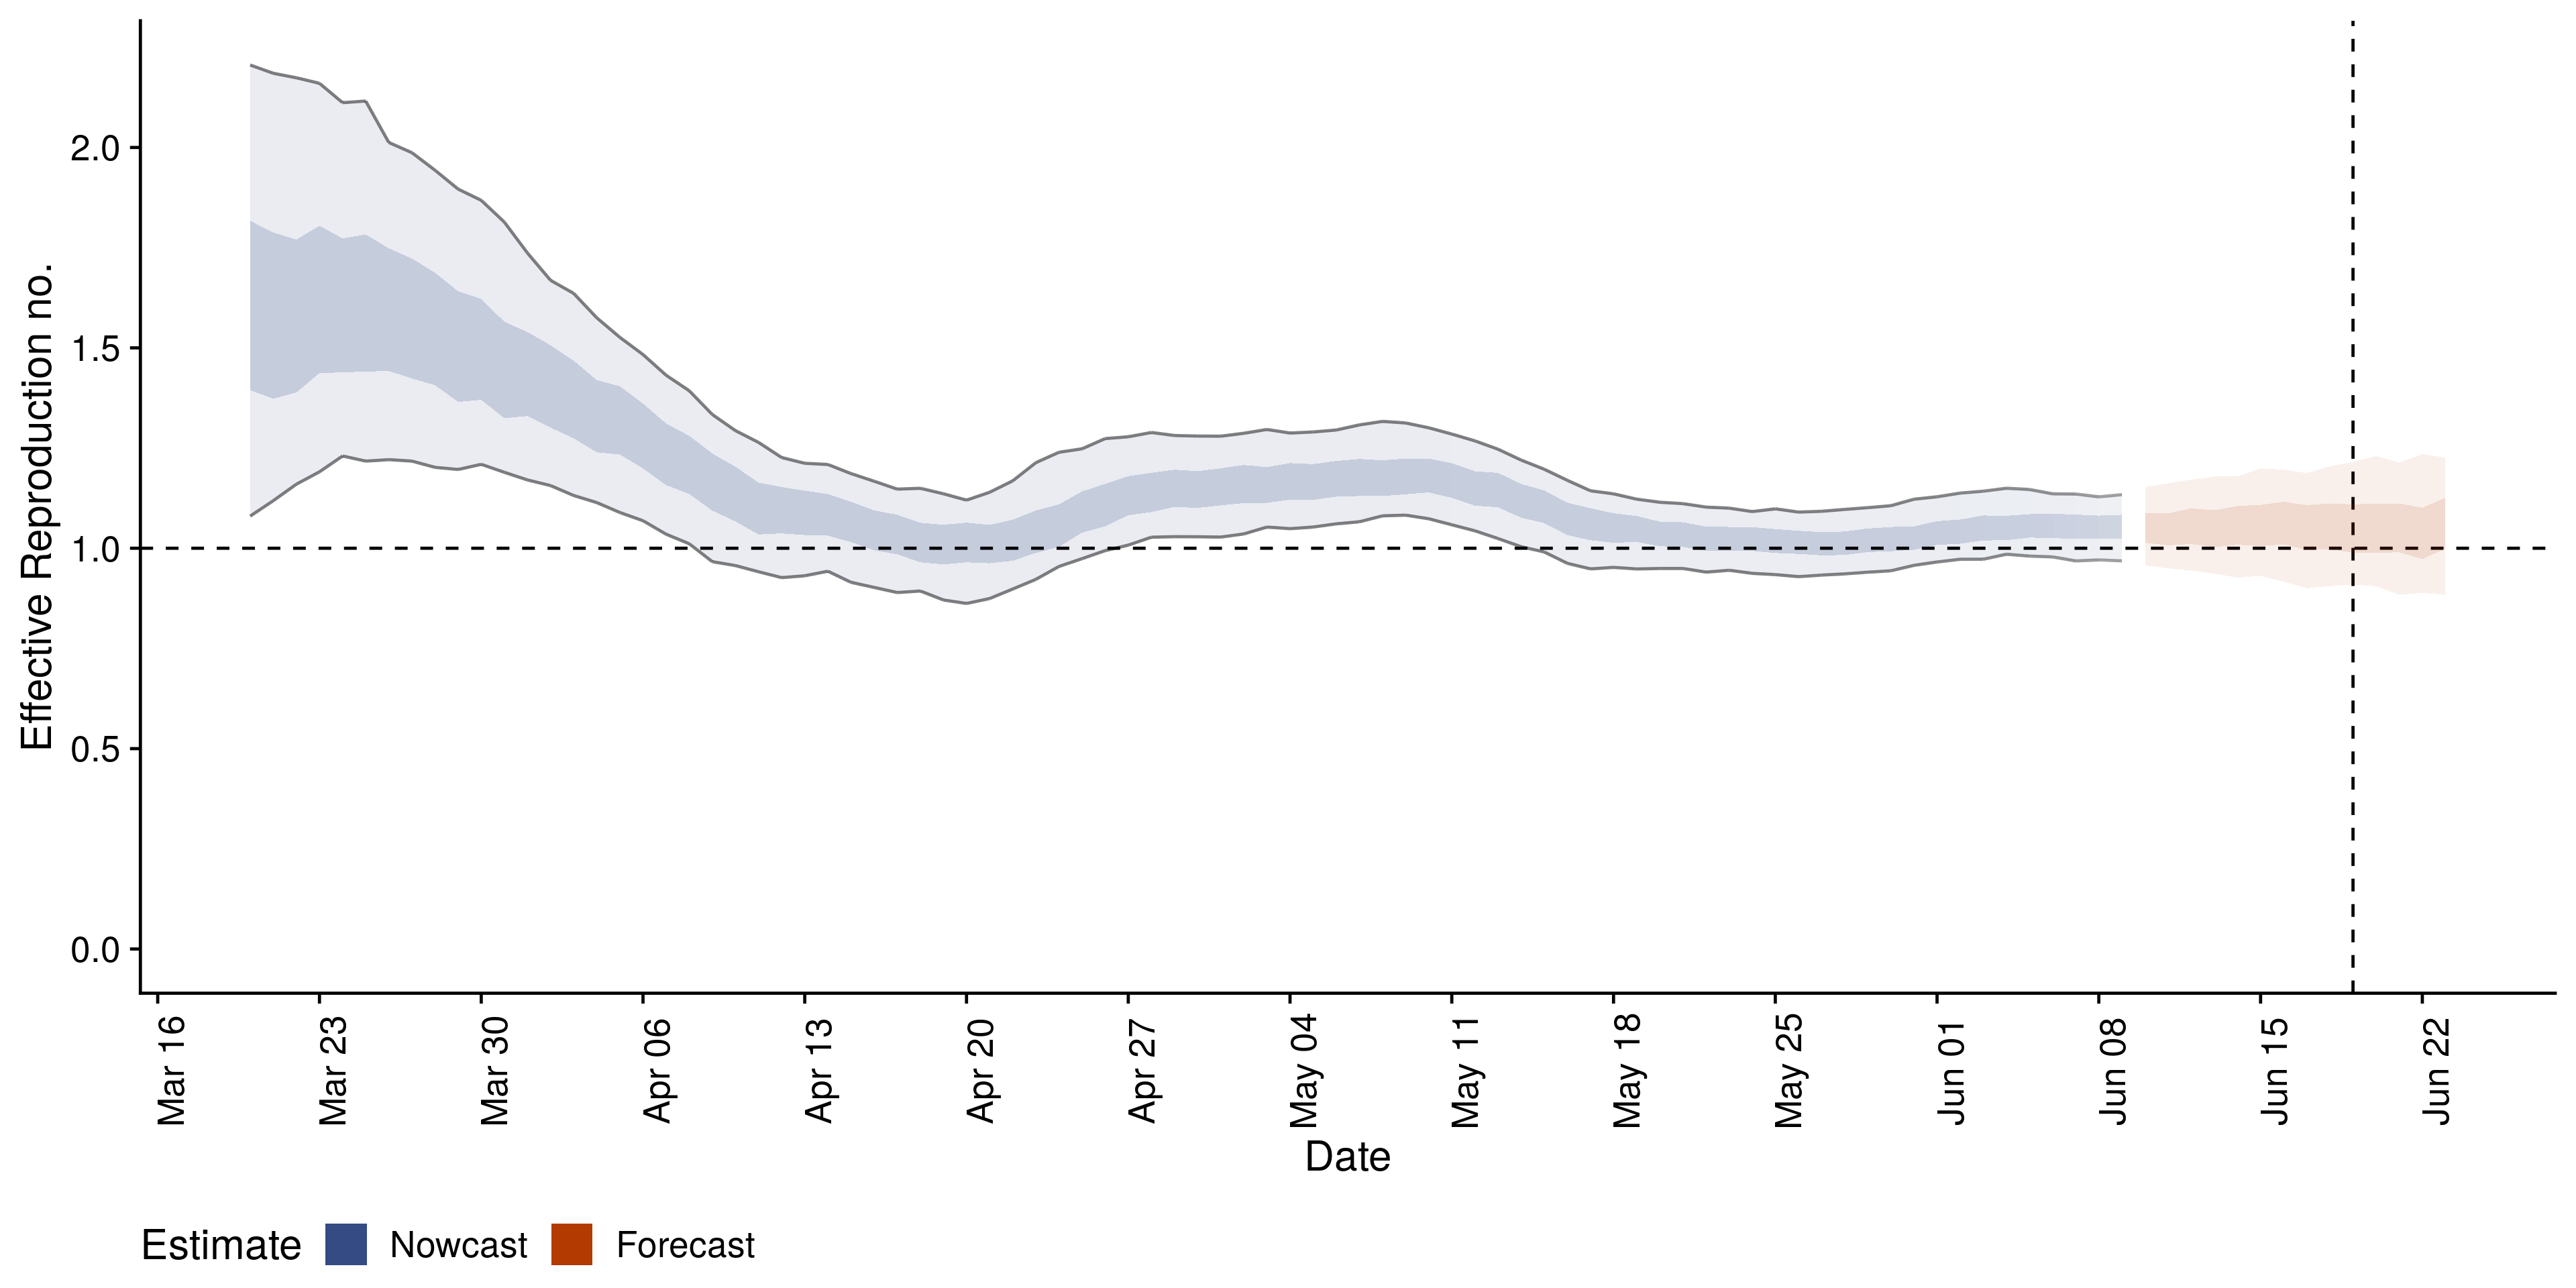 Effective Reproduction no.
2.0
1.5
1.0
0.5
0.0
Mar 16
Mar 23
Mar 30
Apr 06
Apr 13
Apr 20
Apr 27
May 04
May 11
May 18
May 25
Jun 01
Jun 08
Jun 15
Jun 22
Date
Estimate Nowcast Forecast